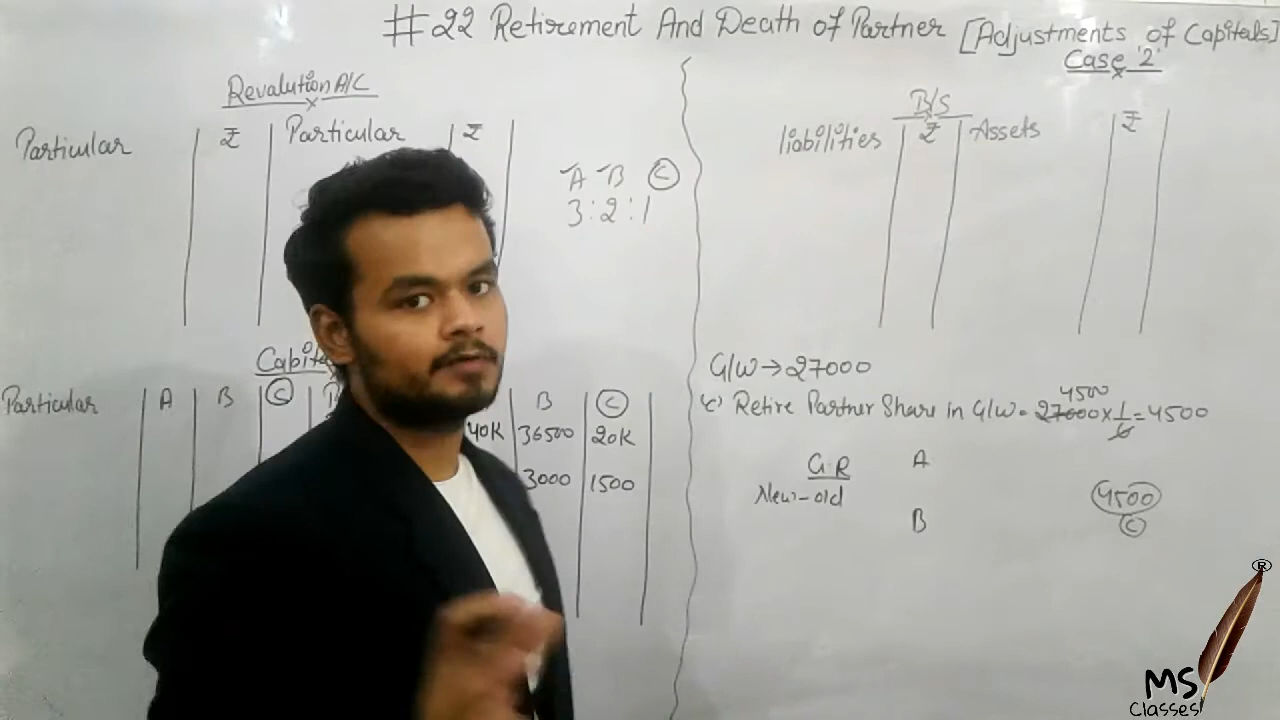 #22 Retirement And Death of Partner [Adjustments of Capitals]
Case '2'
Revalution A/C
Particular ₹ Particular ₹
A B C
3:2:1
B/S
liabilities ₹ Assets ₹
Particular A B C
B C
40K 36500 20K
3000 1500
G/W → 27000
Retire Partner Share in G/W = 27000 × 1/6 = 4500
4500
G.R A
New - old
B
4500
C
MS
Classes
®